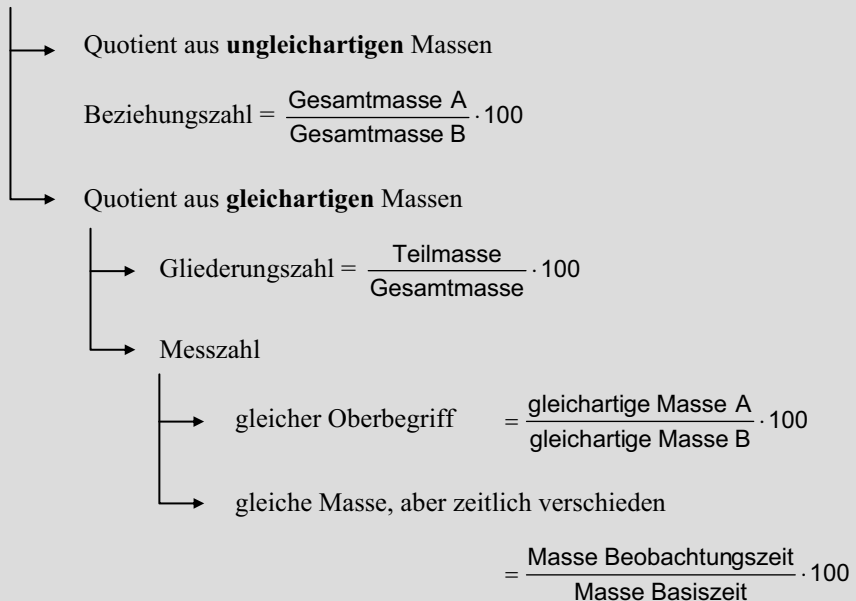 Quotient aus ungleichartigen Massen
Beziehungszahl = Gesamtmasse A / Gesamtmasse B · 100
Quotient aus gleichartigen Massen
Gliederungszahl = Teilmasse / Gesamtmasse · 100
Messzahl
gleicher Oberbegriff = gleichartige Masse A / gleichartige Masse B · 100
gleiche Masse, aber zeitlich verschieden
= Masse Beobachtungszeit / Masse Basiszeit · 100